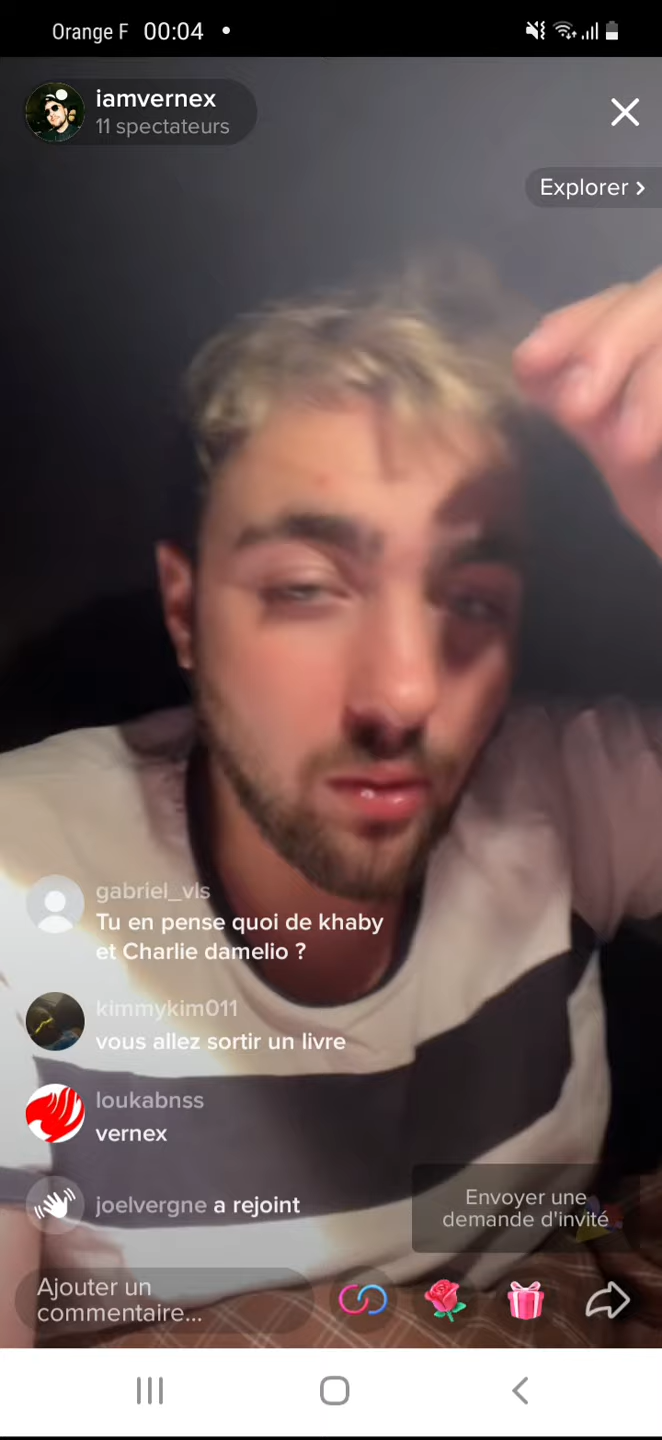 Orange F 00:04
iamvernex
11 spectateurs
Explorer
gabriel_vls
Tu en pense quoi de khaby
et Charlie damelio ?
kimmykim011
vous allez sortir un livre
loukabnss
vernex
joelvergne a rejoint
Envoyer une
demande d'invité
Ajouter un
commentaire...